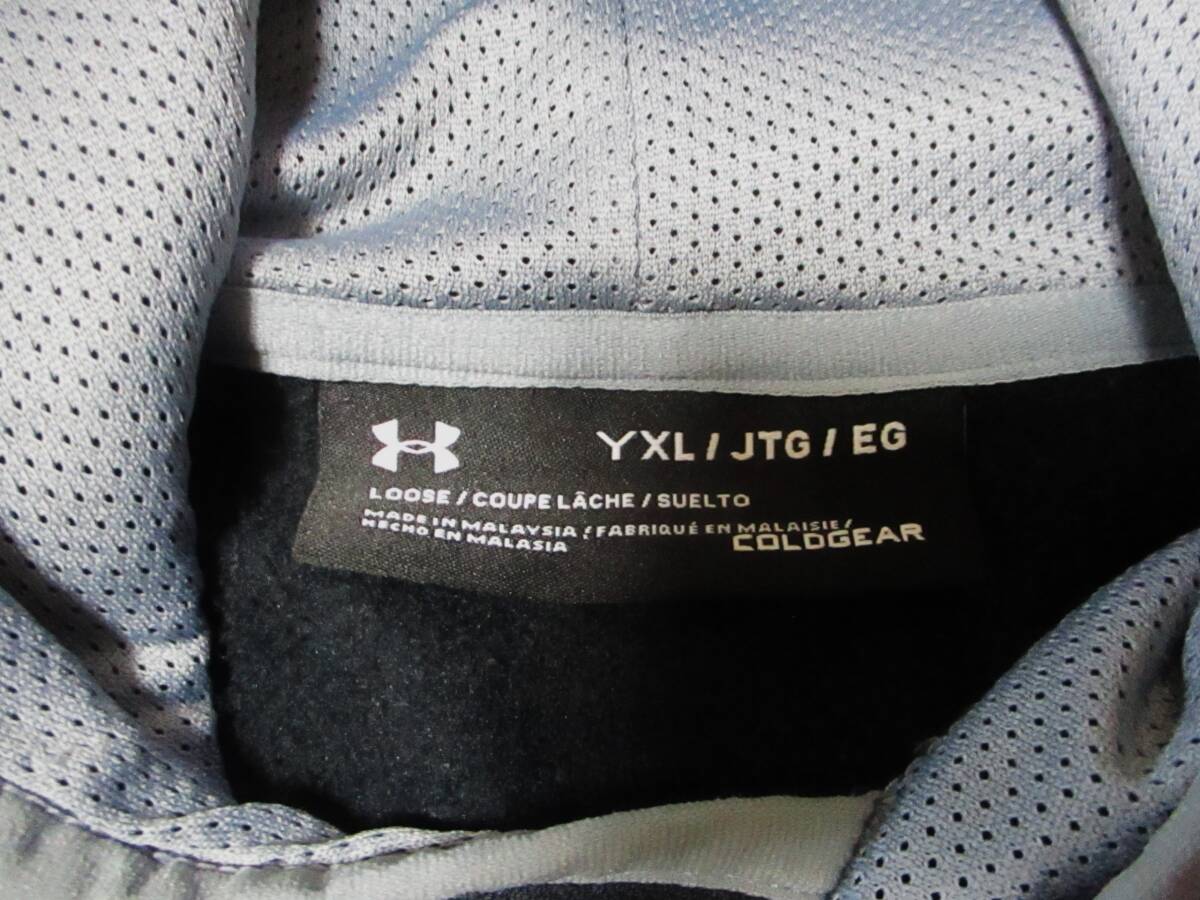 YXL / JTG / EG
LOOSE / COUPE LÂCHE / SUELTO
MADE IN MALAYSIA / FABRIQUÉ EN MALAISIE /
HECHO EN MALASIA
COLDGEAR